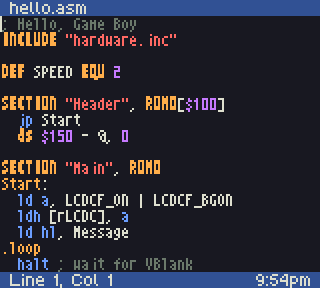 hello.asm
; Hello, Game Boy
INCLUDE "hardware.inc"
DEF SPEED EQU 2
SECTION "Header", ROM0[$100]
jp Start
ds $150 - @, 0
SECTION "Main", ROM0
Start:
ld a, LCDCF_ON | LCDCF_BGON
ldh [rLCDC], a
ld hl, Message
.loop
halt ; wait for VBlank
Line 1, Col 1 9:54pm